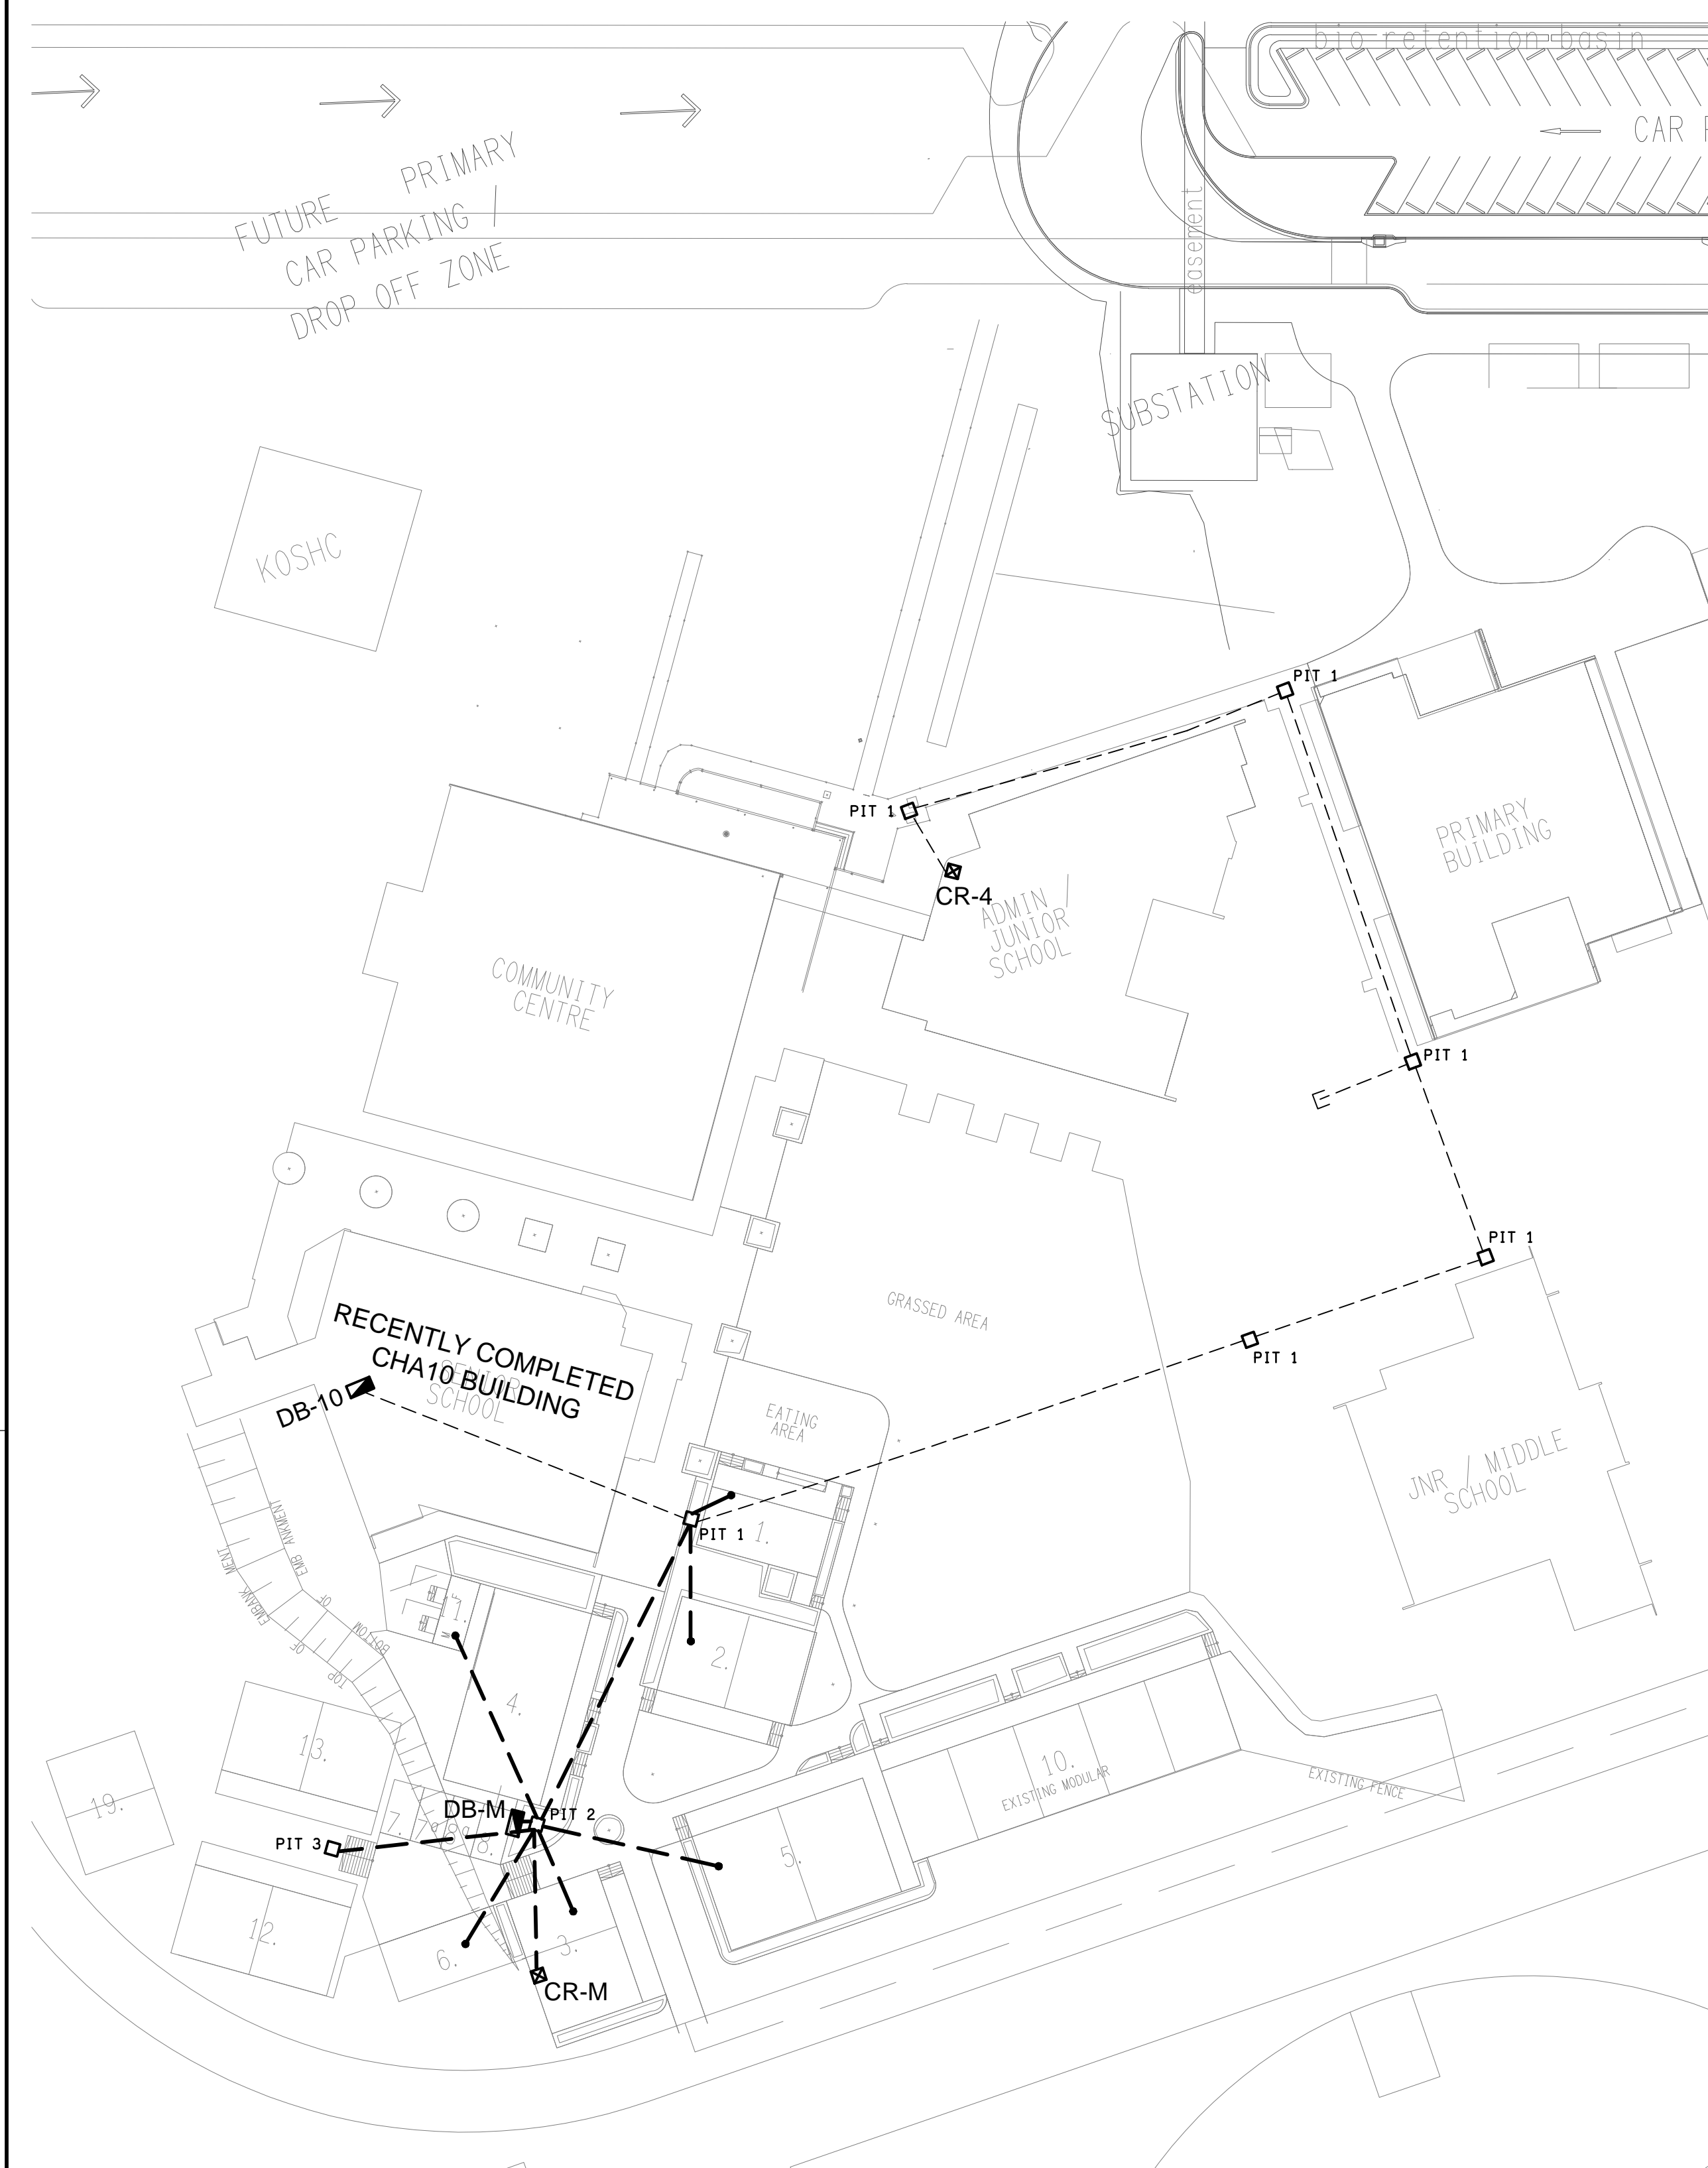 bio retention basin
CAR P
easement
FUTURE PRIMARY
CAR PARKING /
DROP OFF ZONE
SUBSTATION
KOSHC
PIT 1
PIT 1
CR-4
ADMIN /
JUNIOR
SCHOOL
PRIMARY
BUILDING
COMMUNITY
CENTRE
PIT 1
PIT 1
GRASSED AREA
PIT 1
RECENTLY COMPLETED
CHA10 BUILDING
SENIOR
SCHOOL
DB-10
EATING
AREA
JNR / MIDDLE
SCHOOL
PIT 1
1.
EMB ANKMENT
MENT
EMBANK
OF
TOP
BOTTOM
OF
11.
2.
4.
13.
10.
EXISTING MODULAR
EXISTING FENCE
19.
DB-M
PIT 2
7.
8.
PIT 3
5.
12.
6.
3.
CR-M